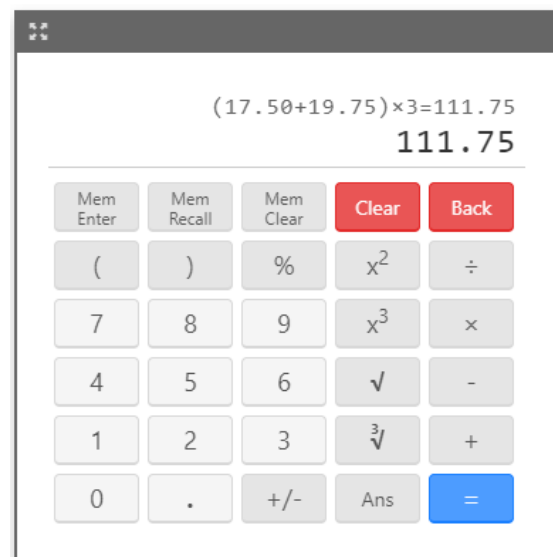 (17.50+19.75)×3=111.75
111.75
Mem Enter Mem Recall Mem Clear Clear Back
( ) % x² ÷
7 8 9 x³ ×
4 5 6 √ -
1 2 3 ∛ +
0 . +/- Ans =